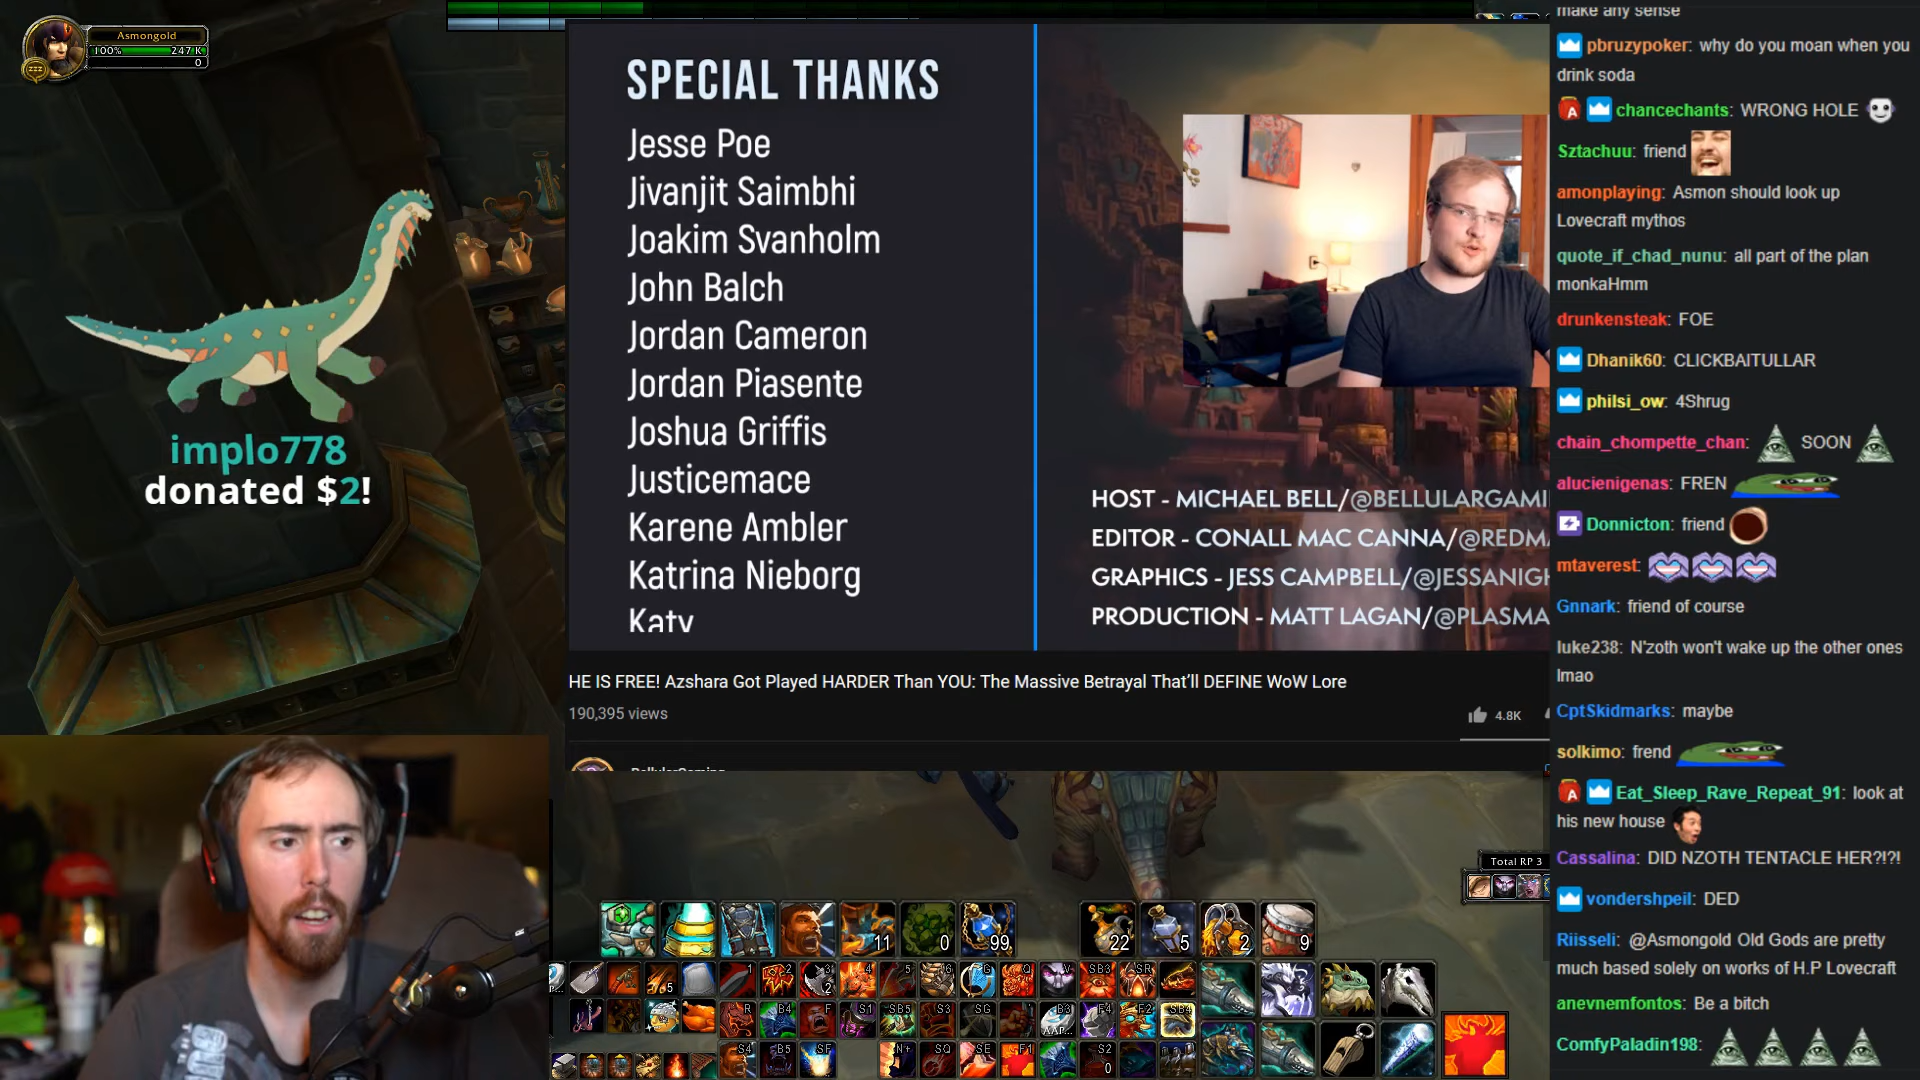 Asmongold
100%
247 K
0
implo778
donated $2!
SPECIAL THANKS
Jesse Poe
Jivanjit Saimbhi
Joakim Svanholm
John Balch
Jordan Cameron
Jordan Piasente
Joshua Griffis
Justicemace
Karene Ambler
Katrina Nieborg
Katy
HOST - MICHAEL BELL/@BELLULARGAMI
EDITOR - CONALL MAC CANNA/@REDMA
GRAPHICS - JESS CAMPBELL/@JESSANIGH
PRODUCTION - MATT LAGAN/@PLASMA
HE IS FREE! Azshara Got Played HARDER Than YOU: The Massive Betrayal That'll DEFINE WoW Lore
190,395 views
4.8K
BellularGaming
Total RP 3
11
0
99
22
5
2
9
make any sense
pbruzypoker: why do you moan when you
drink soda
chancechants: WRONG HOLE
Sztachuu: friend
amonplaying: Asmon should look up
Lovecraft mythos
quote_if_chad_nunu: all part of the plan
monkaHmm
drunkensteak: FOE
Dhanik60: CLICKBAITULLAR
philsi_ow: 4Shrug
chain_chompette_chan: SOON
alucienigenas: FREN
Donnicton: friend
mtaverest:
Gnnark: friend of course
luke238: N'zoth won't wake up the other ones
lmao
CptSkidmarks: maybe
solkimo: frend
Eat_Sleep_Rave_Repeat_91: look at
his new house
Cassalina: DID NZOTH TENTACLE HER?!?!
vondershpeil: DED
Riisseli: @Asmongold Old Gods are pretty
much based solely on works of H.P Lovecraft
anevnemfontos: Be a bitch
ComfyPaladin198: